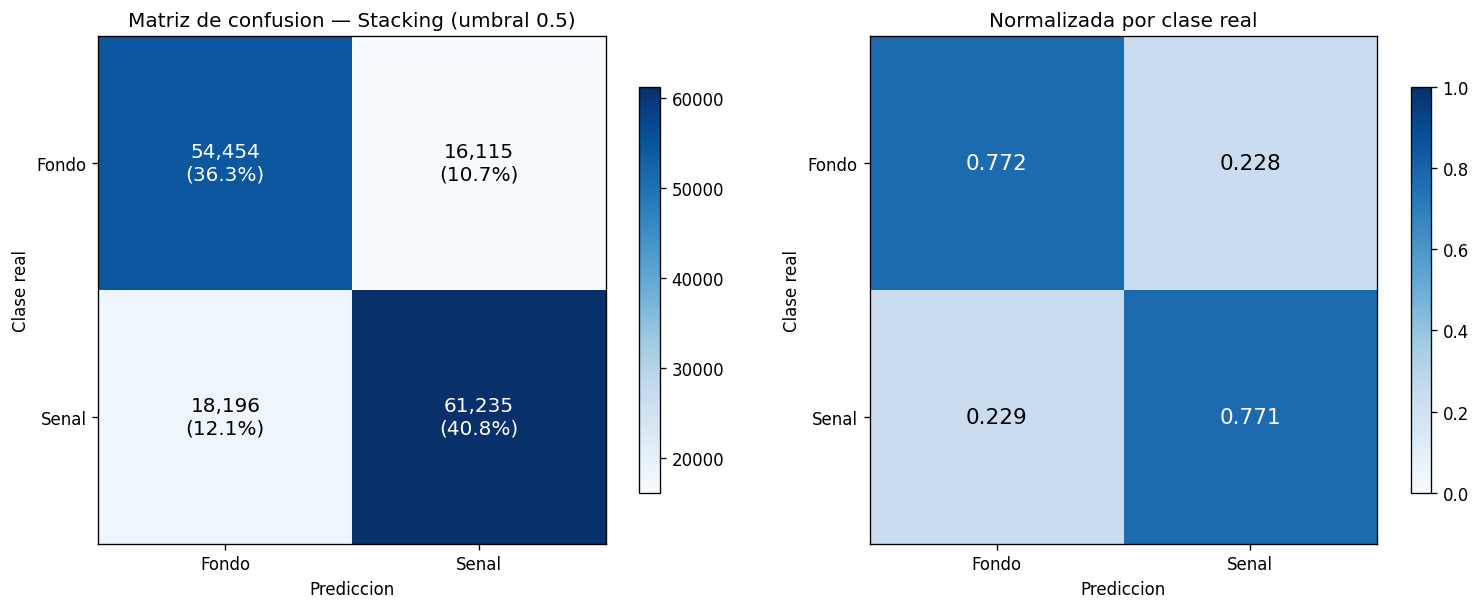 Matriz de confusion — Stacking (umbral 0.5)
Clase real
Fondo
Senal
54,454
(36.3%)
16,115
(10.7%)
18,196
(12.1%)
61,235
(40.8%)
Fondo
Senal
Prediccion
60000
50000
40000
30000
20000
Normalizada por clase real
Clase real
Fondo
Senal
0.772
0.228
0.229
0.771
Fondo
Senal
Prediccion
1.0
0.8
0.6
0.4
0.2
0.0